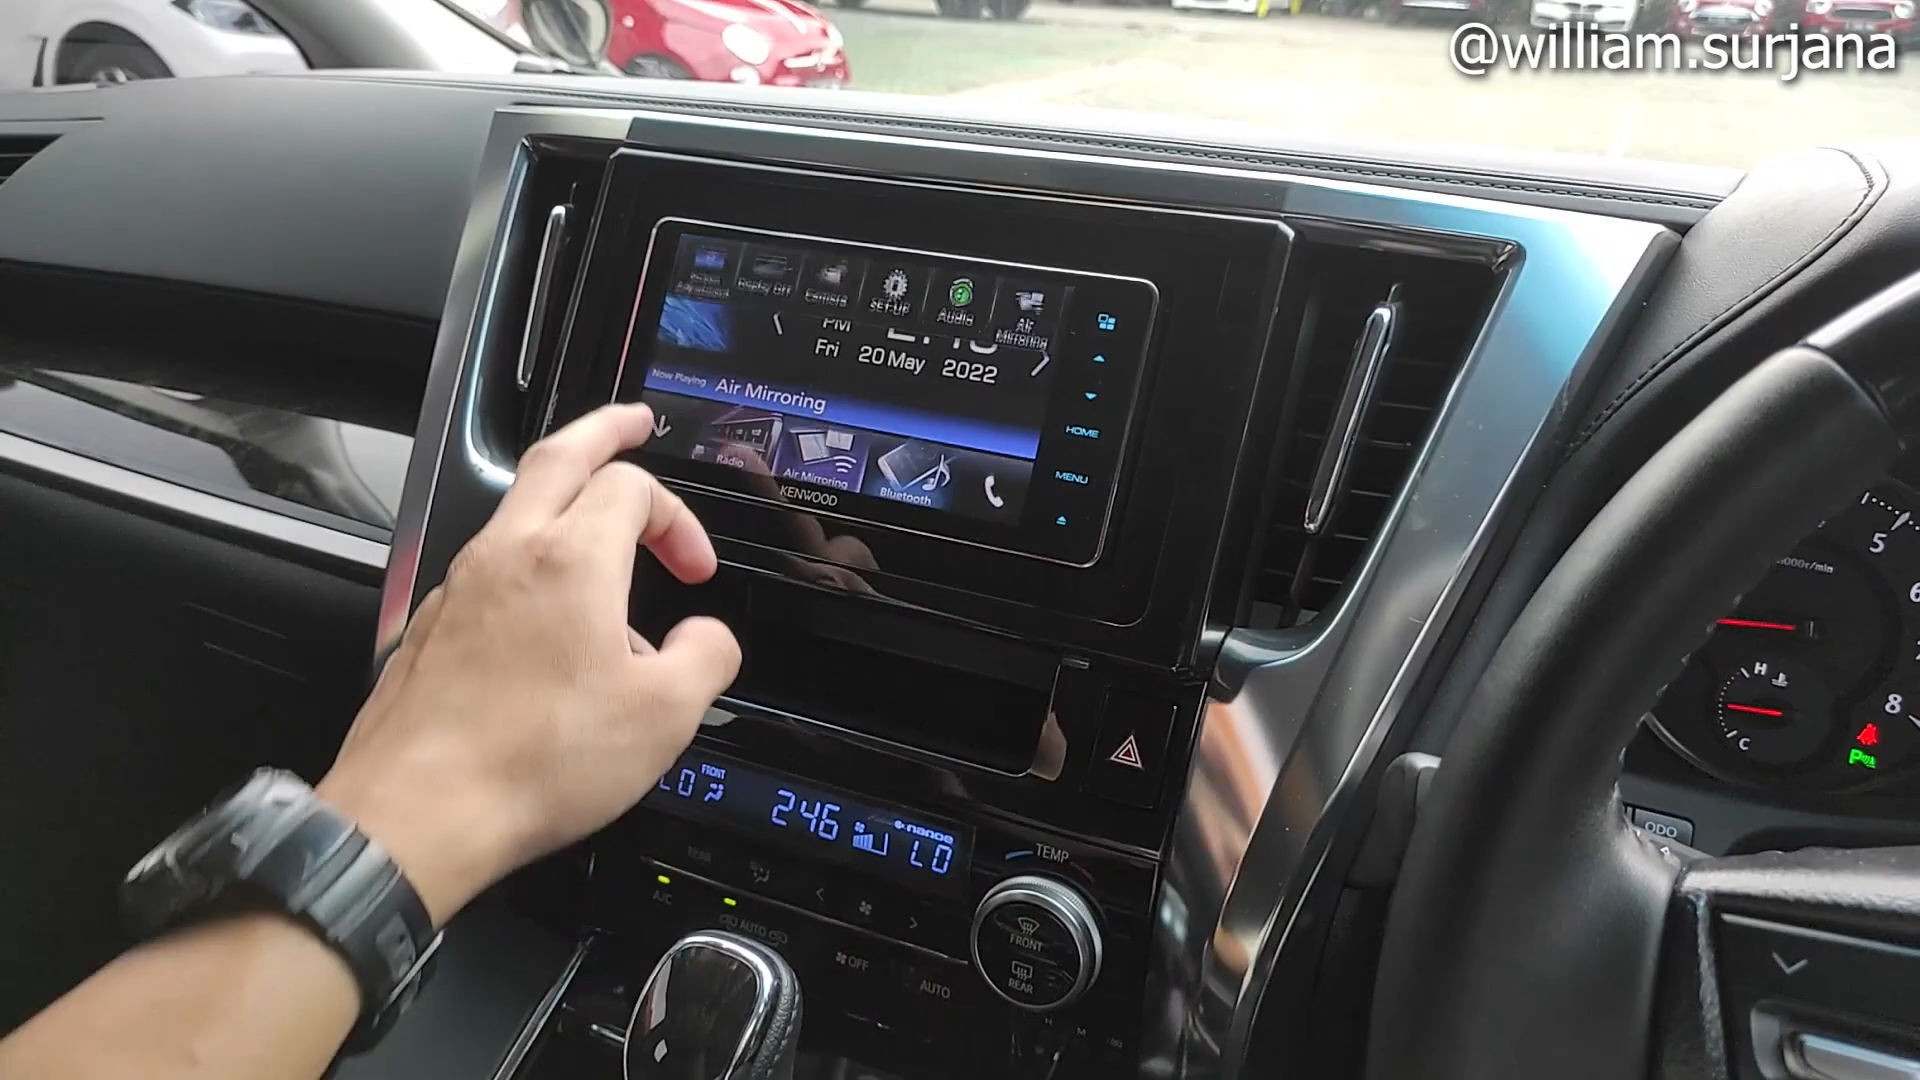 @william.surjana
Display Off
Camera
SET-UP
Audio
Air
Mirroring
PM
Fri 20 May 2022
Now Playing Air Mirroring
Radio
Air Mirroring
Bluetooth
KENWOOD
HOME
MENU
5
6
8
H
C
ODO
LO
FRONT
246
nanoe
LO
TEMP
A/C
AUTO
OFF
AUTO
FRONT
REAR